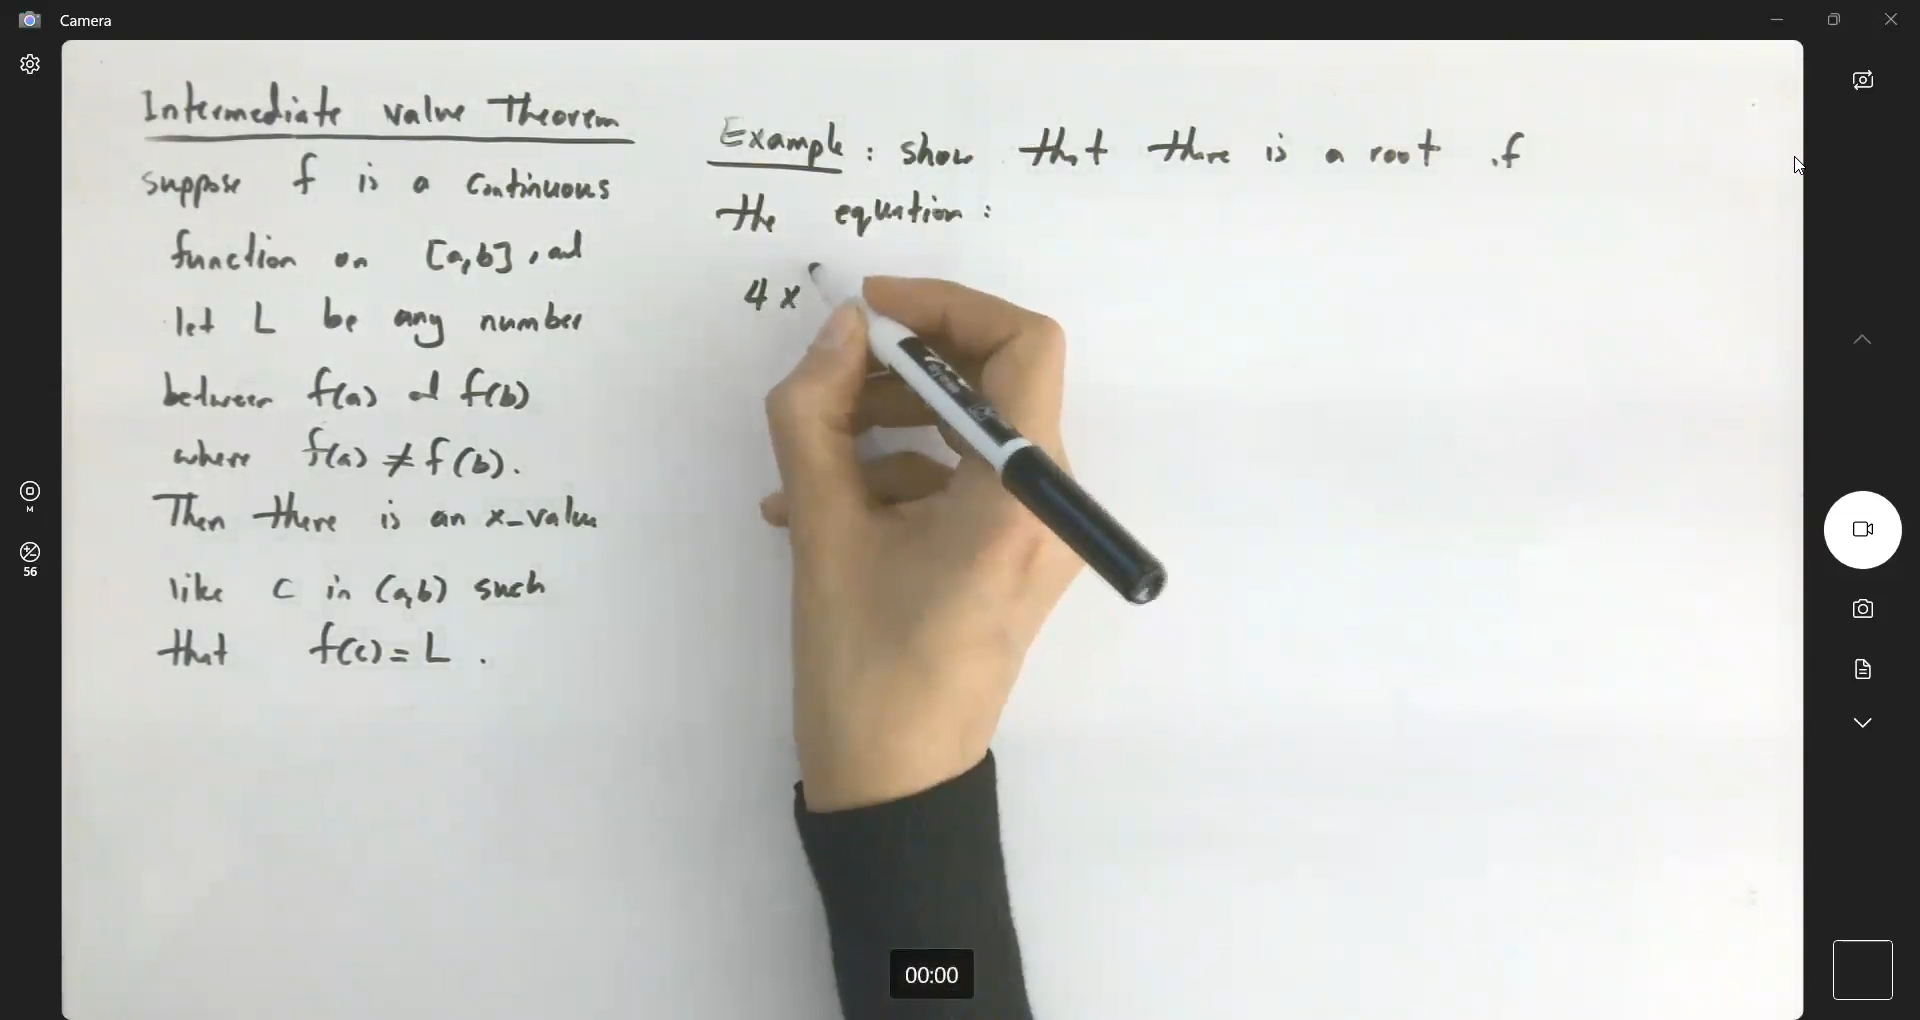 Camera
Intermediate value Theorem
suppose f is a continuous
function on [a,b], and
let L be any number
between f(a) and f(b)
where f(a) ≠ f(b).
Then there is an x-value
like c in (a,b) such
that f(c) = L .
Example : show that there is a root of
the equation :
4x
M
56
00:00